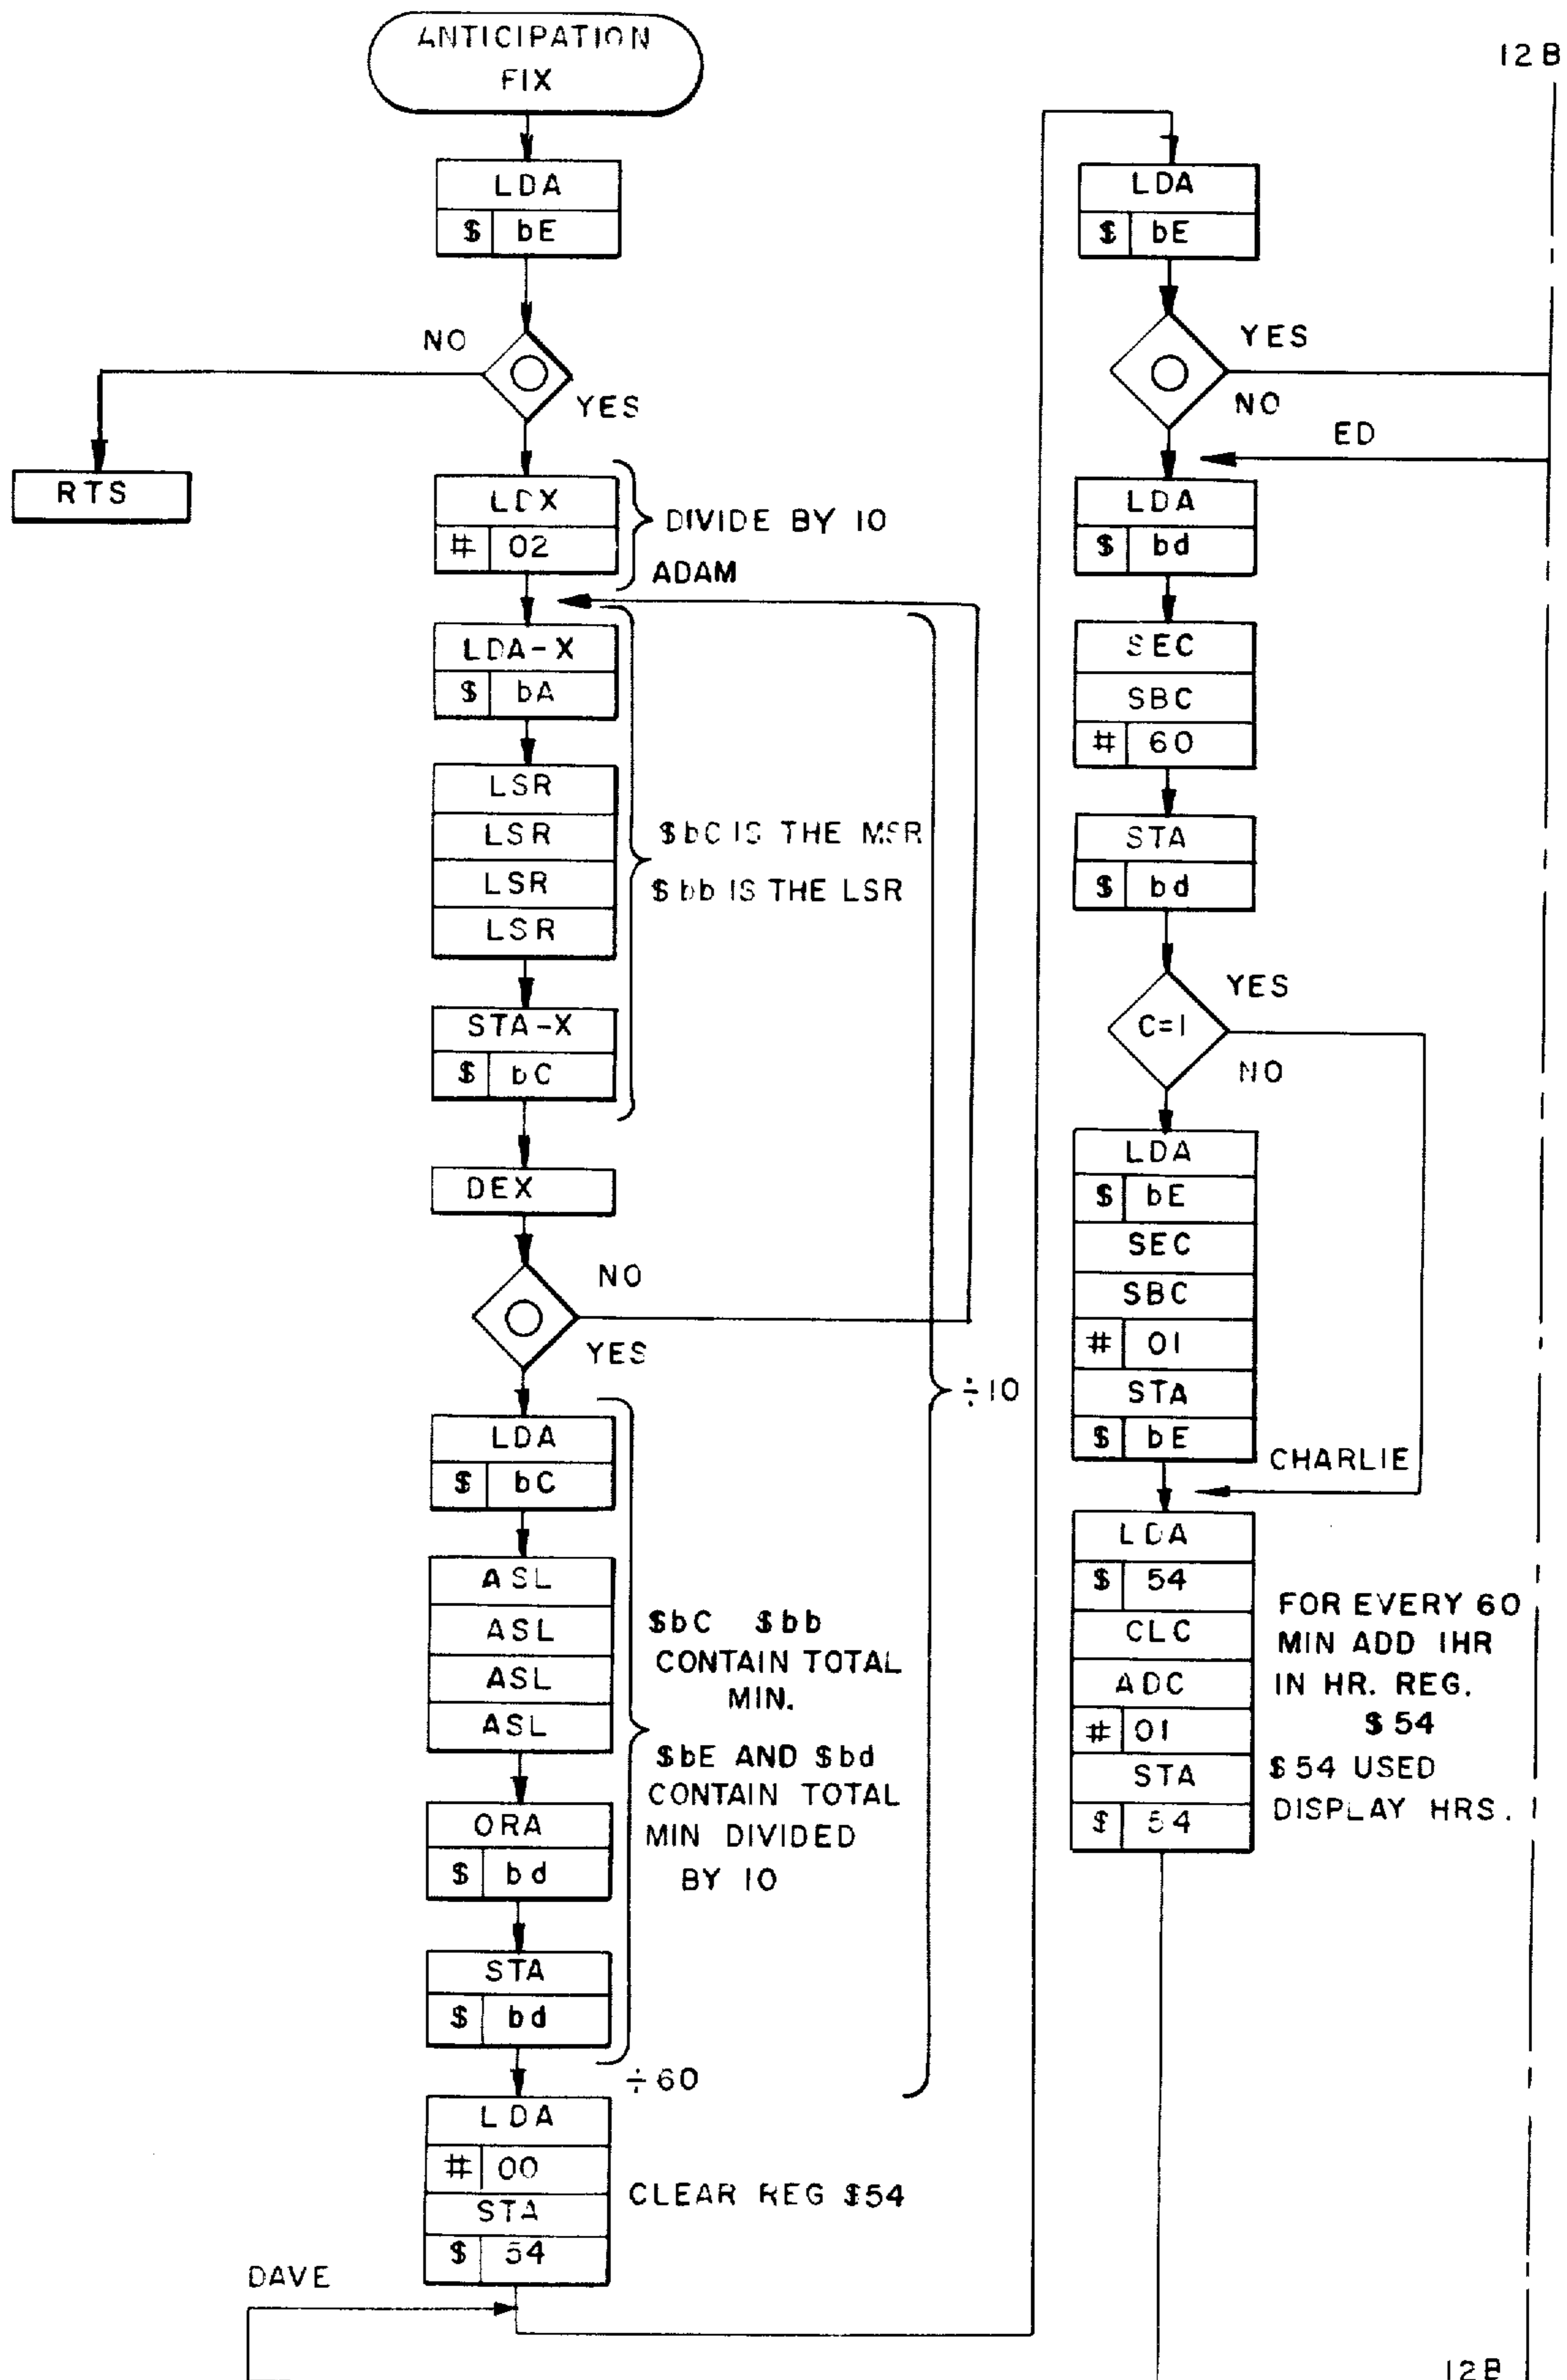 ANTICIPATION
FIX
LDA
$ bE
NO
YES
RTS
LDX
# 02
DIVIDE BY 10
ADAM
LDA-X
$ bA
LSR
LSR
LSR
LSR
$bC IS THE MSR
$bb IS THE LSR
STA-X
$ bC
DEX
NO
YES
÷10
LDA
$ bC
ASL
ASL
ASL
ASL
$bC $bb
CONTAIN TOTAL
MIN.
$bE AND $bd
CONTAIN TOTAL
MIN DIVIDED
BY 10
ORA
$ bd
STA
$ bd
÷60
LDA
# 00
STA
$ 54
CLEAR REG $54
DAVE
12B
LDA
$ bE
YES
NO
ED
LDA
$ bd
SEC
SBC
# 60
STA
$ bd
C=1
YES
NO
LDA
$ bE
SEC
SBC
# 01
STA
$ bE
CHARLIE
LDA
$ 54
CLC
ADC
# 01
STA
$ 54
FOR EVERY 60
MIN ADD 1HR
IN HR. REG.
$54
$54 USED
DISPLAY HRS.
12B